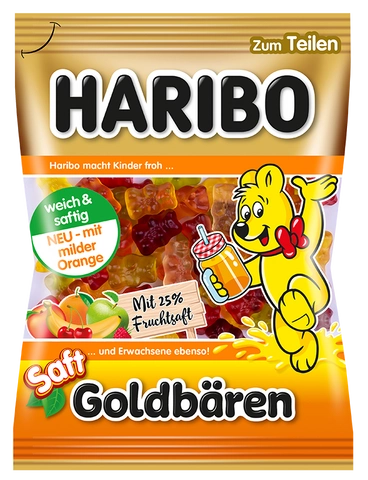 Zum Teilen
HARIBO
Haribo macht Kinder froh ...
weich &
saftig
NEU - mit
milder
Orange
Mit 25%
Fruchtsaft
... und Erwachsene ebenso!
Saft
Goldbären